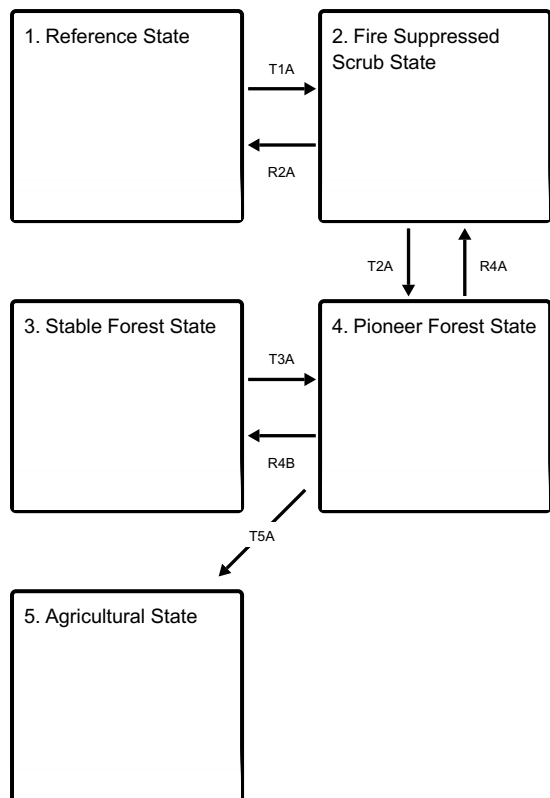 1. Reference State
T1A
R2A
2. Fire Suppressed
Scrub State
T2A
R4A
3. Stable Forest State
T3A
R4B
4. Pioneer Forest State
T5A
5. Agricultural State